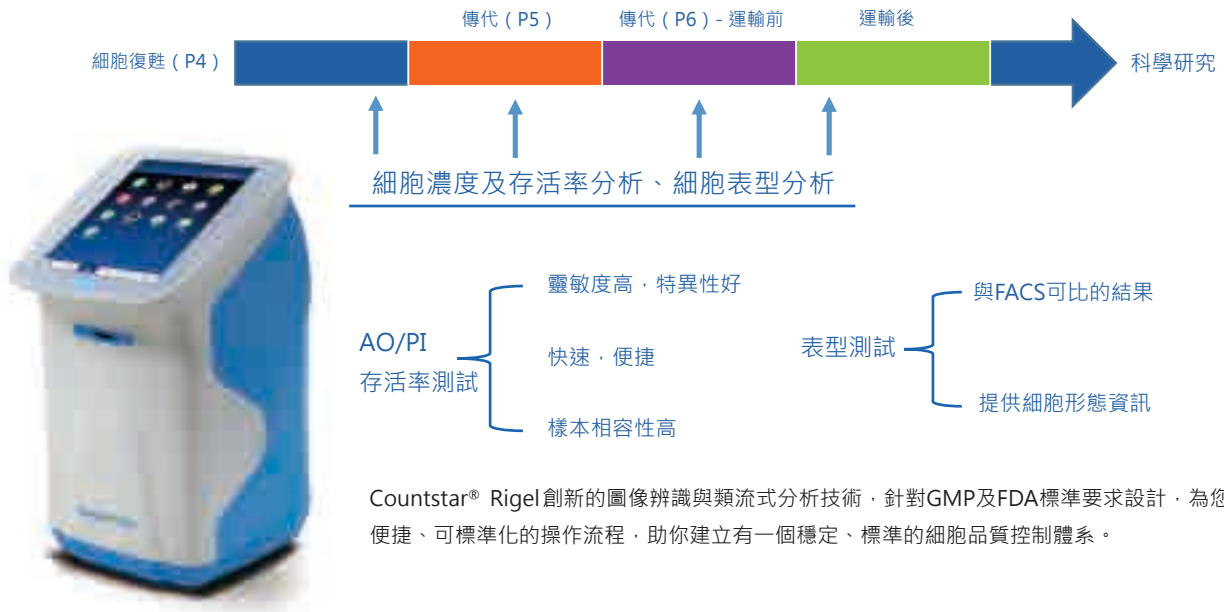 傳代（P5）
傳代（P6）- 運輸前
運輸後
細胞復甦（P4）
科學研究
細胞濃度及存活率分析、細胞表型分析
靈敏度高，特異性好
AO/PI
存活率測試
快速，便捷
樣本相容性高
表型測試
與FACS可比的結果
提供細胞形態資訊
Countstar® Rigel創新的圖像辨識與類流式分析技術，針對GMP及FDA標準要求設計，為您
便捷、可標準化的操作流程，助你建立有一個穩定、標準的細胞品質控制體系。